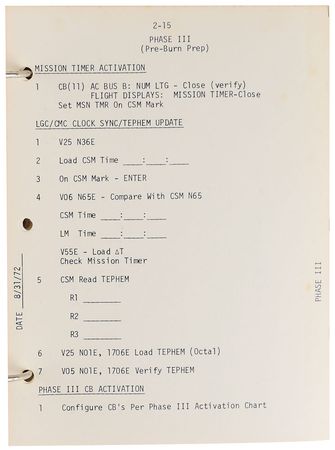 2-15
PHASE III
(Pre-Burn Prep)
MISSION TIMER ACTIVATION
1 CB(11) AC BUS B: NUM LTG - Close (verify)
FLIGHT DISPLAYS: MISSION TIMER-Close
Set MSN TMR On CSM Mark
LGC/CMC CLOCK SYNC/TEPHEM UPDATE
1 V25 N36E
2 Load CSM Time ___:___:___
3 On CSM Mark - ENTER
4 V06 N65E - Compare With CSM N65
CSM Time ___:___:___
LM Time ___:___:___
V55E - Load ΔT
Check Mission Timer
5 CSM Read TEPHEM
R1 ______
R2 ______
R3 ______
6 V25 N01E, 1706E Load TEPHEM (Octal)
7 V05 N01E, 1706E Verify TEPHEM
PHASE III CB ACTIVATION
1 Configure CB's Per Phase III Activation Chart
DATE 8/31/72
PHASE III